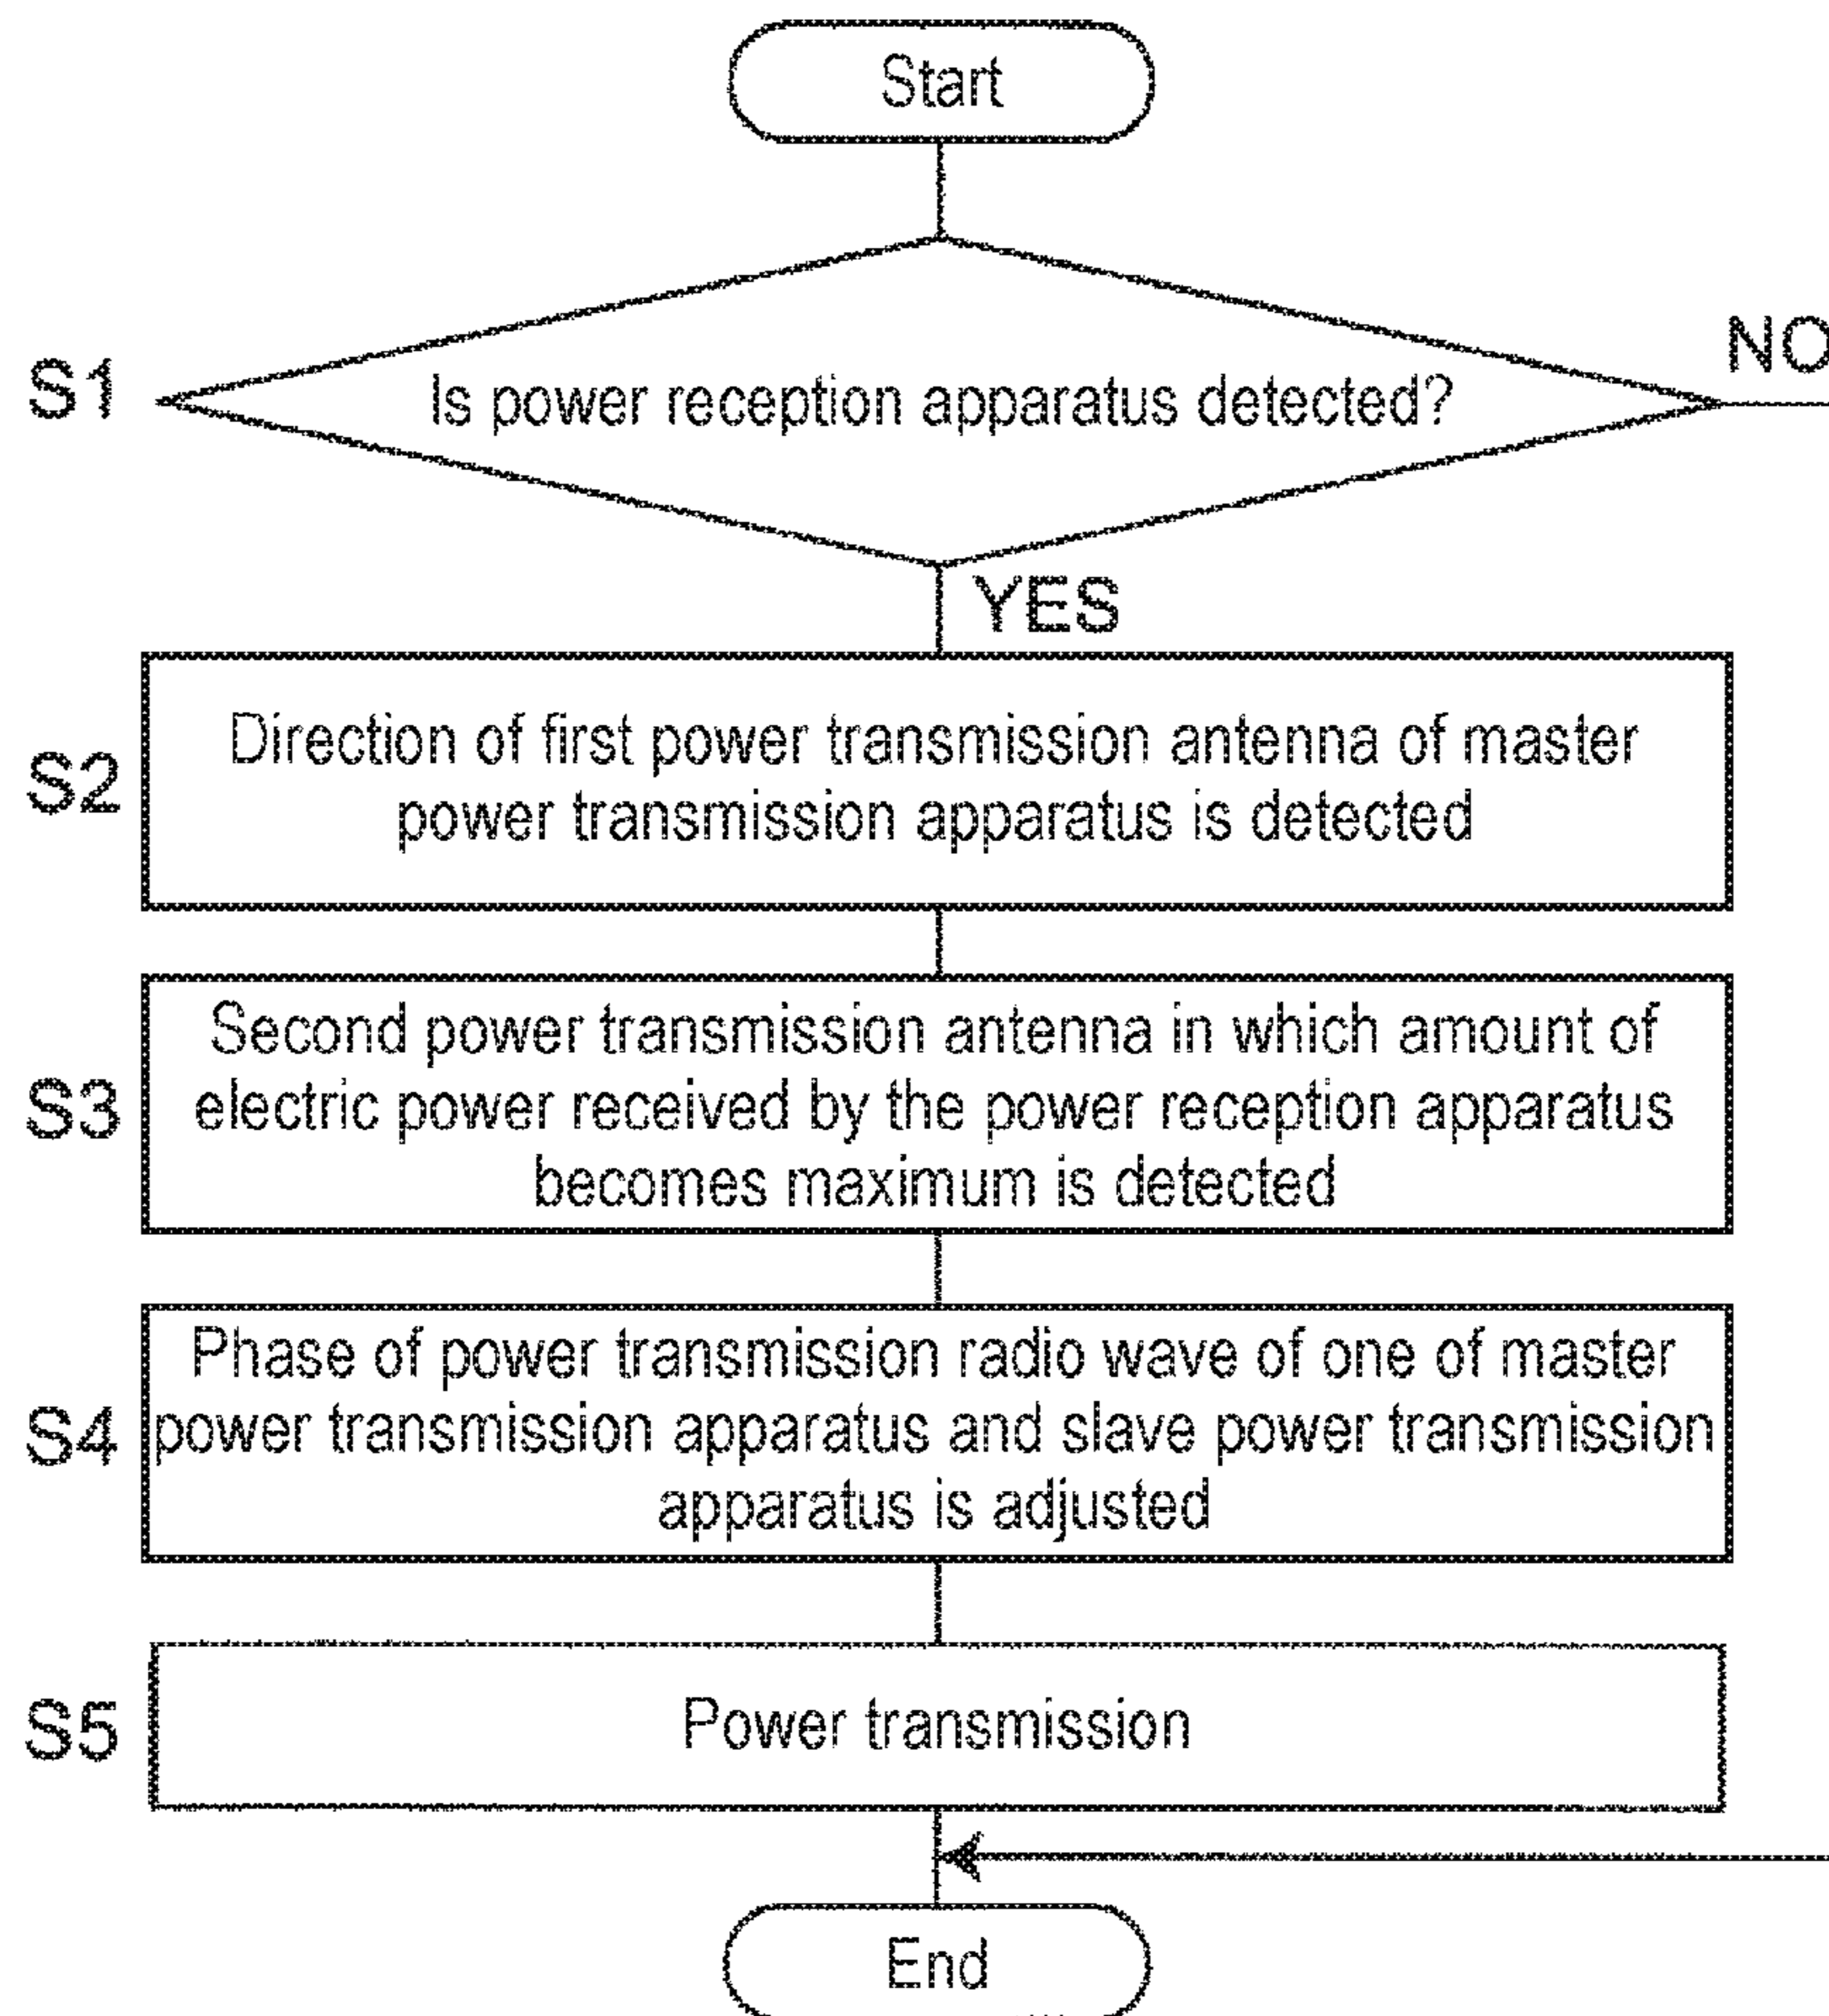 Start
NO
S1
Is power reception apparatus detected?
YES
S2
Direction of first power transmission antenna of master
power transmission apparatus is detected
S3
Second power transmission antenna in which amount of
electric power received by the power reception apparatus
becomes maximum is detected
S4
Phase of power transmission radio wave of one of master
power transmission apparatus and slave power transmission
apparatus is adjusted
S5
Power transmission
End